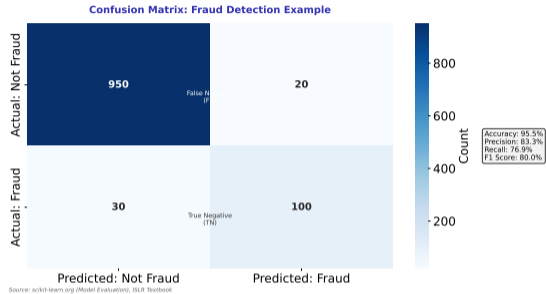 Confusion Matrix: Fraud Detection Example
Actual: Not Fraud
950
20
False N
(F
Actual: Fraud
30
100
True Negative
(TN)
Predicted: Not Fraud
Predicted: Fraud
800
600
400
200
Count
Accuracy: 95.5%
Precision: 83.3%
Recall: 76.9%
F1 Score: 80.0%
Source: scikit-learn.org (Model Evaluation), ISLR Textbook